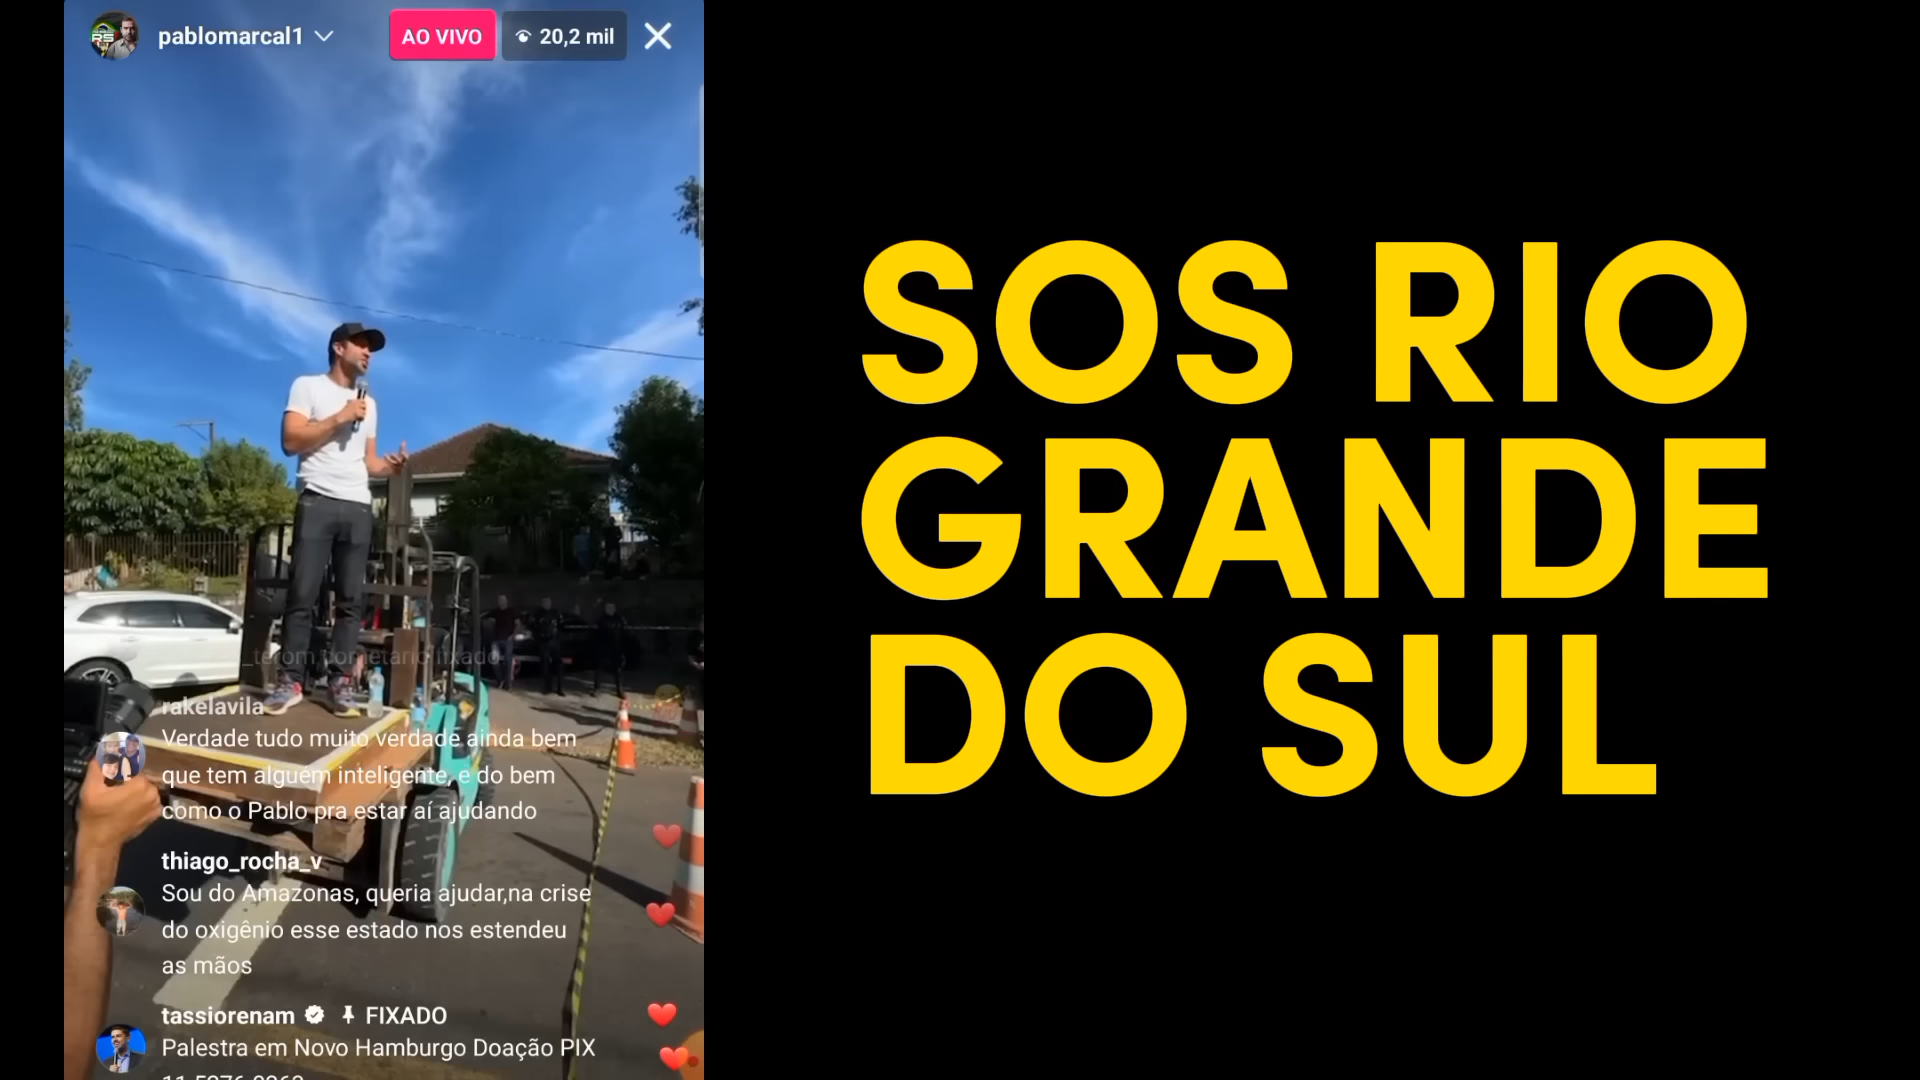 pablomarcal1
AO VIVO
20,2 mil
rakelavila
Verdade tudo muito verdade ainda bem
que tem alguém inteligente, e do bem
como o Pablo pra estar aí ajudando
thiago_rocha_v
Sou do Amazonas, queria ajudar,na crise
do oxigênio esse estado nos estendeu
as mãos
tassiorenam FIXADO
Palestra em Novo Hamburgo Doação PIX
SOS RIO
GRANDE
DO SUL